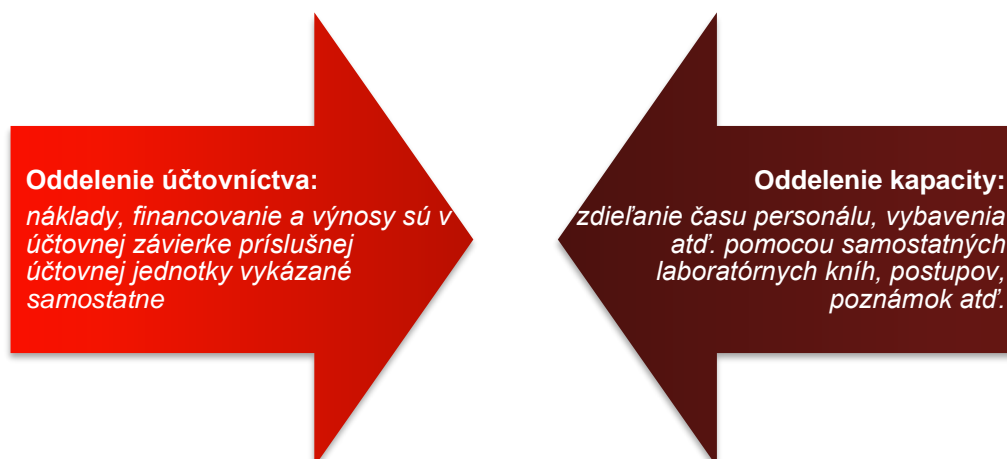 Oddelenie účtovníctva:
náklady, financovanie a výnosy sú v
účtovnej závierke príslušnej
účtovnej jednotky vykázané
samostatne
Oddelenie kapacity:
zdieľanie času personálu, vybavenia
atď. pomocou samostatných
laboratórnych kníh, postupov,
poznámok atď.